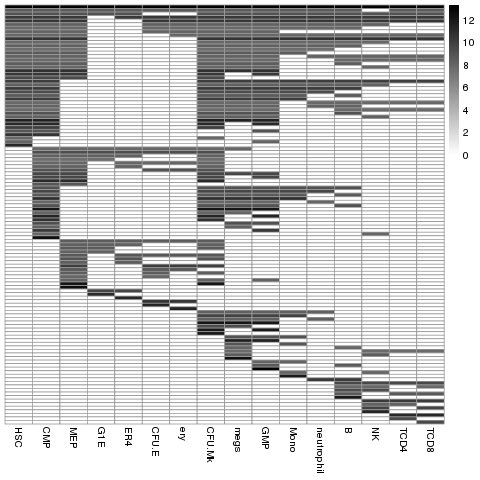 12
10
8
6
4
2
0
HSC
CMP
MEP
G1E
ER4
CFU.E
ery
CFU.Mk
megs
GMP
Mono
neutrophil
B
NK
TCD4
TCD8